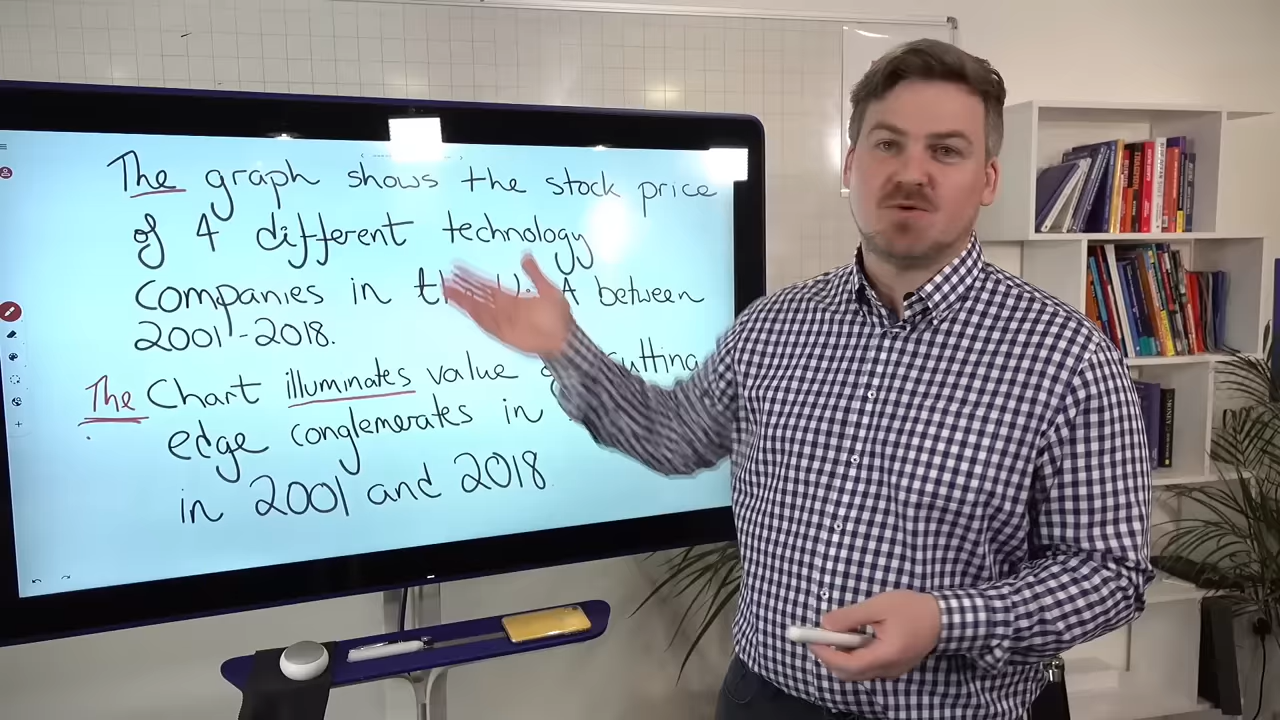 The graph shows the stock price
of 4 different technology
companies in A between
2001-2018.
The Chart illuminates value
edge conglemerates in
in 2001 and 2018.